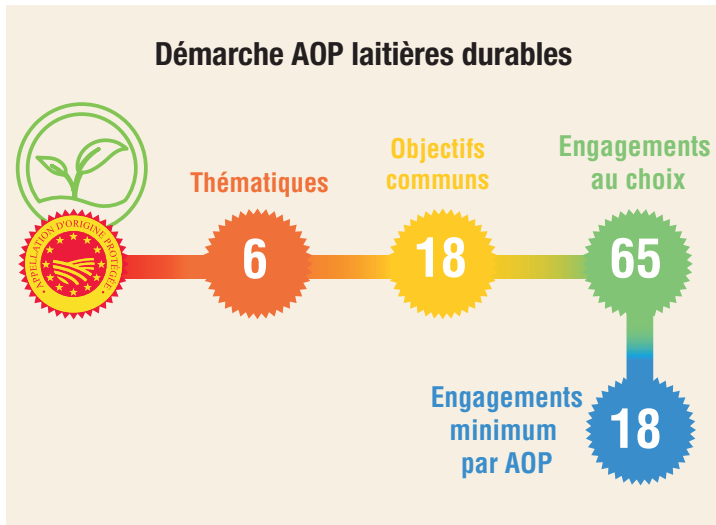 Démarche AOP laitières durables
Thématiques
6
Objectifs
communs
18
Engagements
au choix
65
Engagements
minimum
par AOP
18
APPELLATION D'ORIGINE PROTÉGÉE